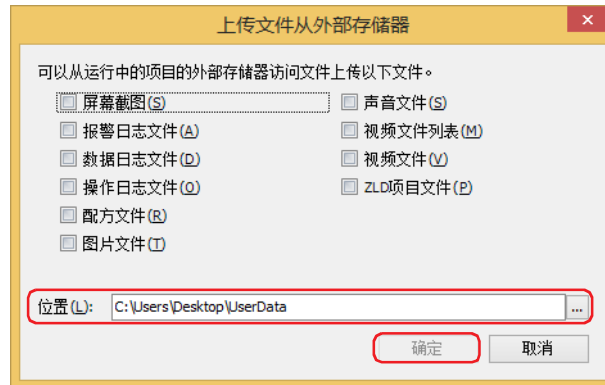 上传文件从外部存储器
×
可以从运行中的项目的外部存储器访问文件上传以下文件。
屏幕截图(S)
声音文件(S)
报警日志文件(A)
视频文件列表(M)
数据日志文件(D)
视频文件(V)
操作日志文件(O)
ZLD项目文件(P)
配方文件(R)
图片文件(T)
位置(L): C:\Users\Desktop\UserData ...
确定 取消